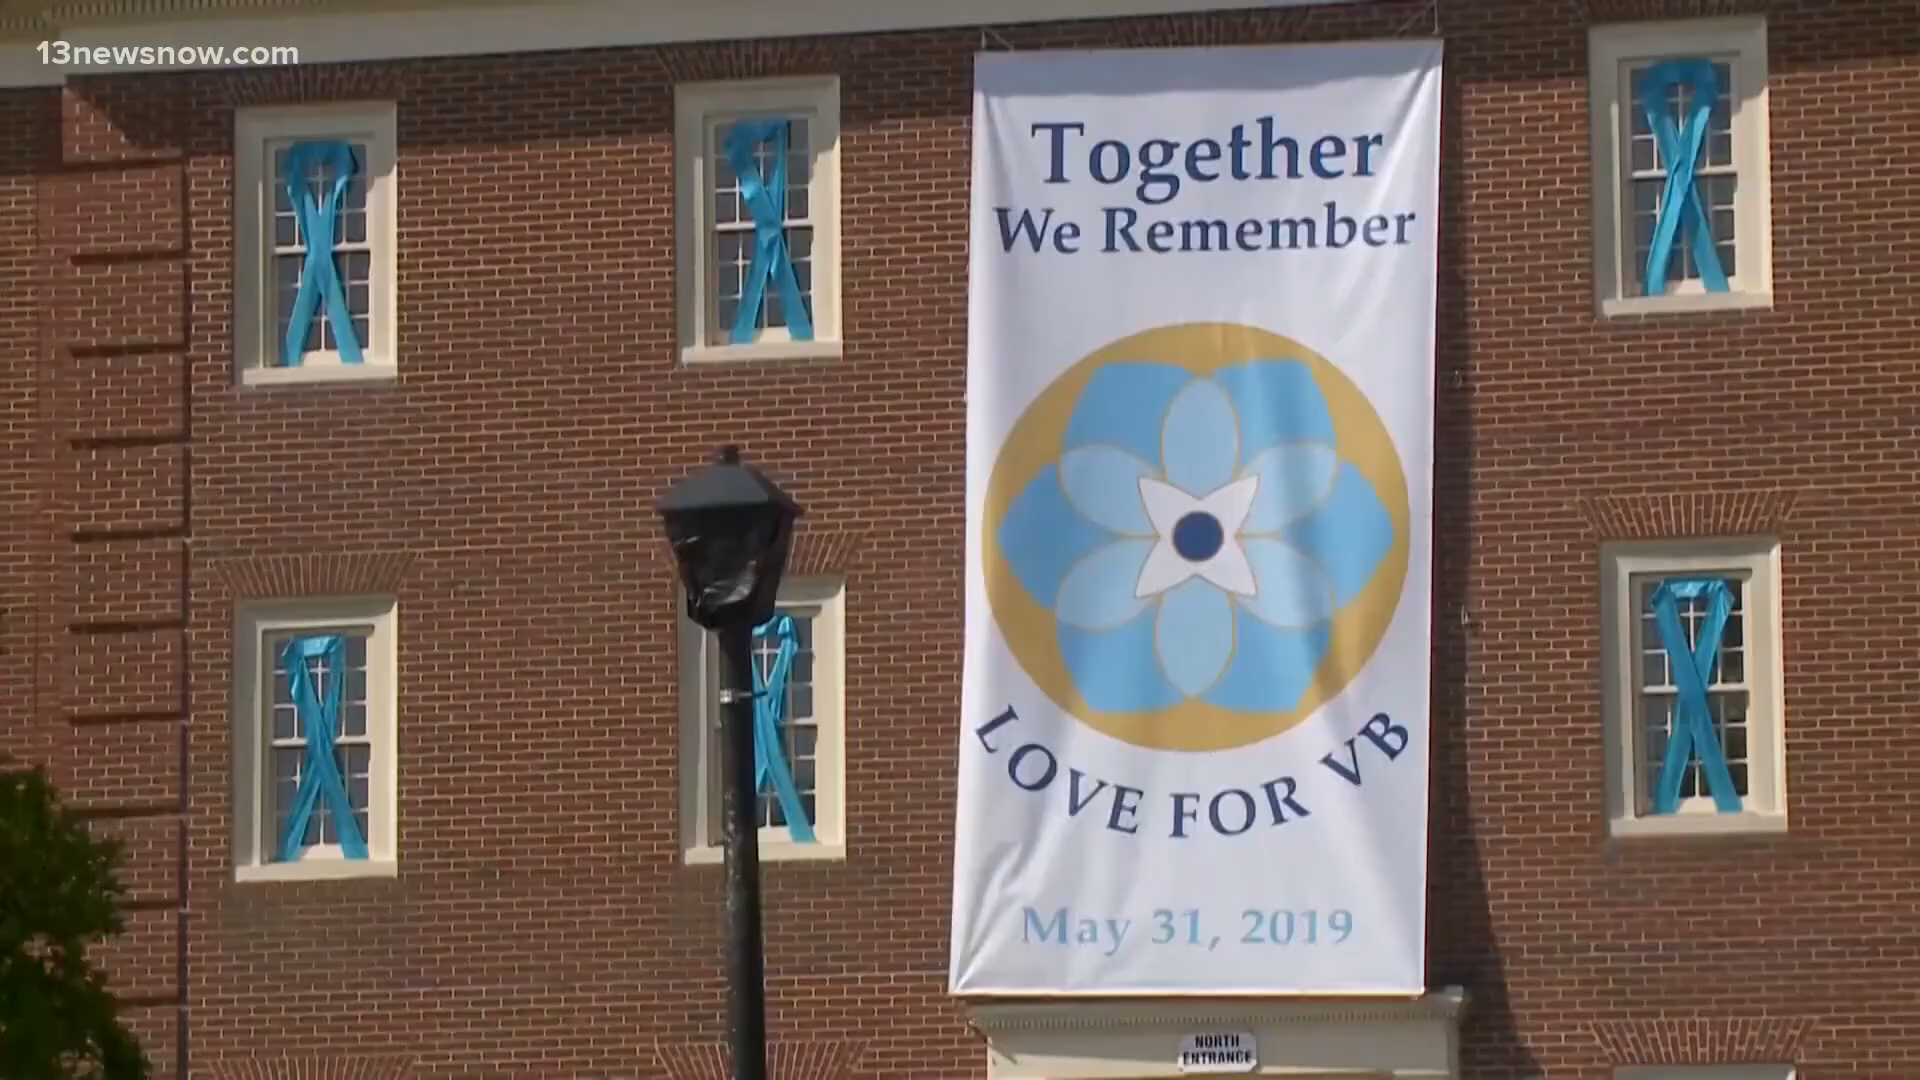 13newsnow.com
Together
We Remember
LOVE FOR VB
May 31, 2019
NORTH
ENTRANCE